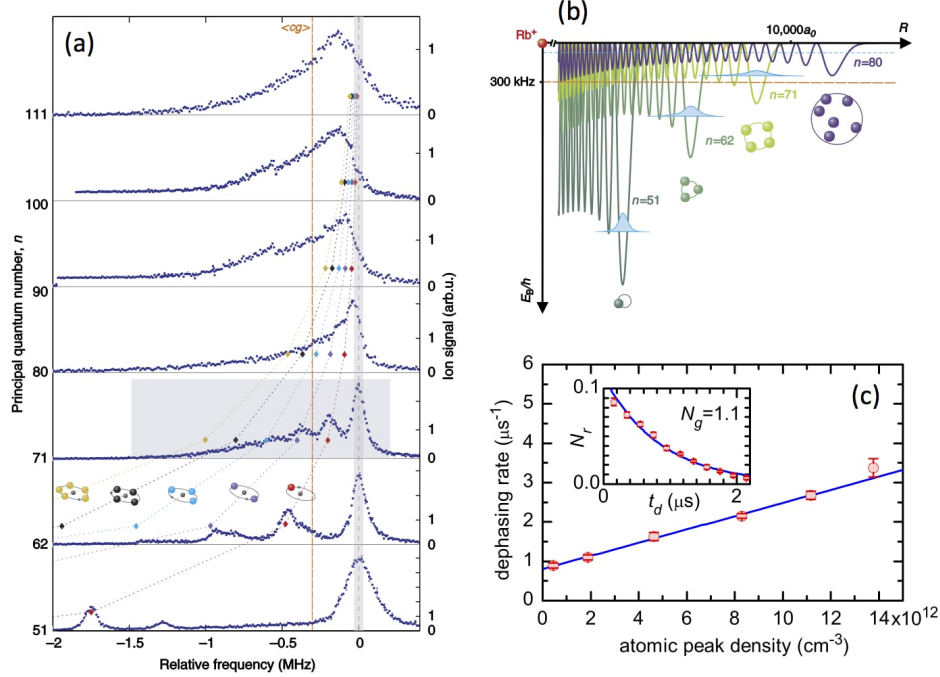 (a)
<cg>
Principal quantum number, n
111
100
90
80
71
62
51
1
0
1
0
1
0
1
0
1
0
1
0
1
0
Ion signal (arb.u.)
-2
-1.5
-1
-0.5
0
Relative frequency (MHz)
(b)
Rb+
10,000a0
R
300 kHz
n=80
n=71
n=62
n=51
EB/h
(c)
dephasing rate (μs-1)
6
5
4
3
2
1
0
0.1
0.0
Nr
Ng=1.1
0
1
2
td (μs)
0
2
4
6
8
10
12
14x10^12
atomic peak density (cm-3)